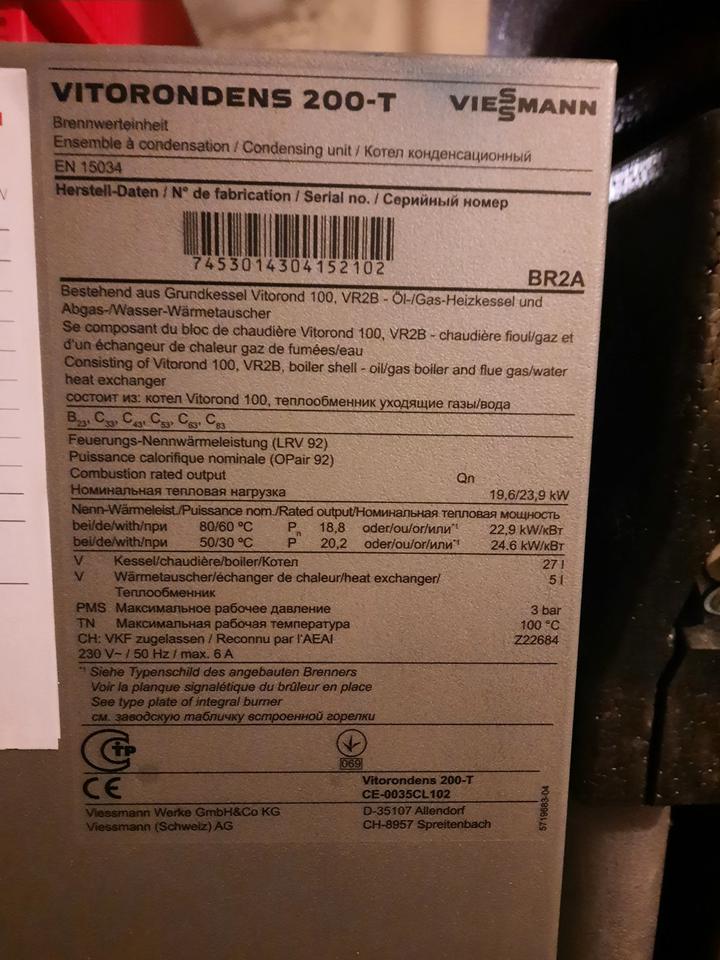 VITORONDENS 200-T VIESSMANN
Brennwerteinheit
Ensemble à condensation / Condensing unit / Котел конденсационный
EN 15034
Herstell-Daten / N° de fabrication / Serial no. / Серийный номер
7453014304152102
BR2A
Bestehend aus Grundkessel Vitorond 100, VR2B - Öl-/Gas-Heizkessel und
Abgas-/Wasser-Wärmetauscher
Se composant du bloc de chaudière Vitorond 100, VR2B - chaudière fioul/gaz et
d'un échangeur de chaleur gaz de fumées/eau
Consisting of Vitorond 100, VR2B, boiler shell - oil/gas boiler and flue gas/water
heat exchanger
состоит из: котел Vitorond 100, теплообменник уходящие газы/вода
B23, C33, C43, C53, C63, C83
Feuerungs-Nennwärmeleistung (LRV 92)
Puissance calorifique nominale (OPair 92)
Combustion rated output Qn
Номинальная тепловая нагрузка 19,6/23,9 kW
Nenn-Wärmeleist./Puissance nom./Rated output/Номинальная тепловая мощность
bei/de/with/при 80/60 °C Pn 18,8 oder/ou/or/или*1 22,9 kW/кВт
bei/de/with/при 50/30 °C P 20,2 oder/ou/or/или*1 24.6 kW/кВт
V Kessel/chaudière/boiler/Котел 27 l
V Wärmetauscher/échanger de chaleur/heat exchanger/ 5 l
Теплообменник
PMS Максимальное рабочее давление 3 bar
TN Максимальная рабочая температура 100 °C
CH: VKF zugelassen / Reconnu par l'AEAI Z22684
230 V~ / 50 Hz / max. 6 A
*1 Siehe Typenschild des angebauten Brenners
Voir la planque signalétique du brûleur en place
See type plate of integral burner
см. заводскую табличку встроенной горелки
069
CE Vitorondens 200-T
CE-0035CL102
Viessmann Werke GmbH&Co KG D-35107 Allendorf
Viessmann (Schweiz) AG CH-8957 Spreitenbach
5719683-04